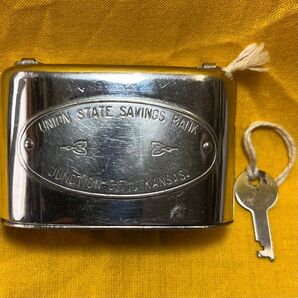 UNION STATE SAVINGS BANK
JUNCTION CITY, KANSAS.